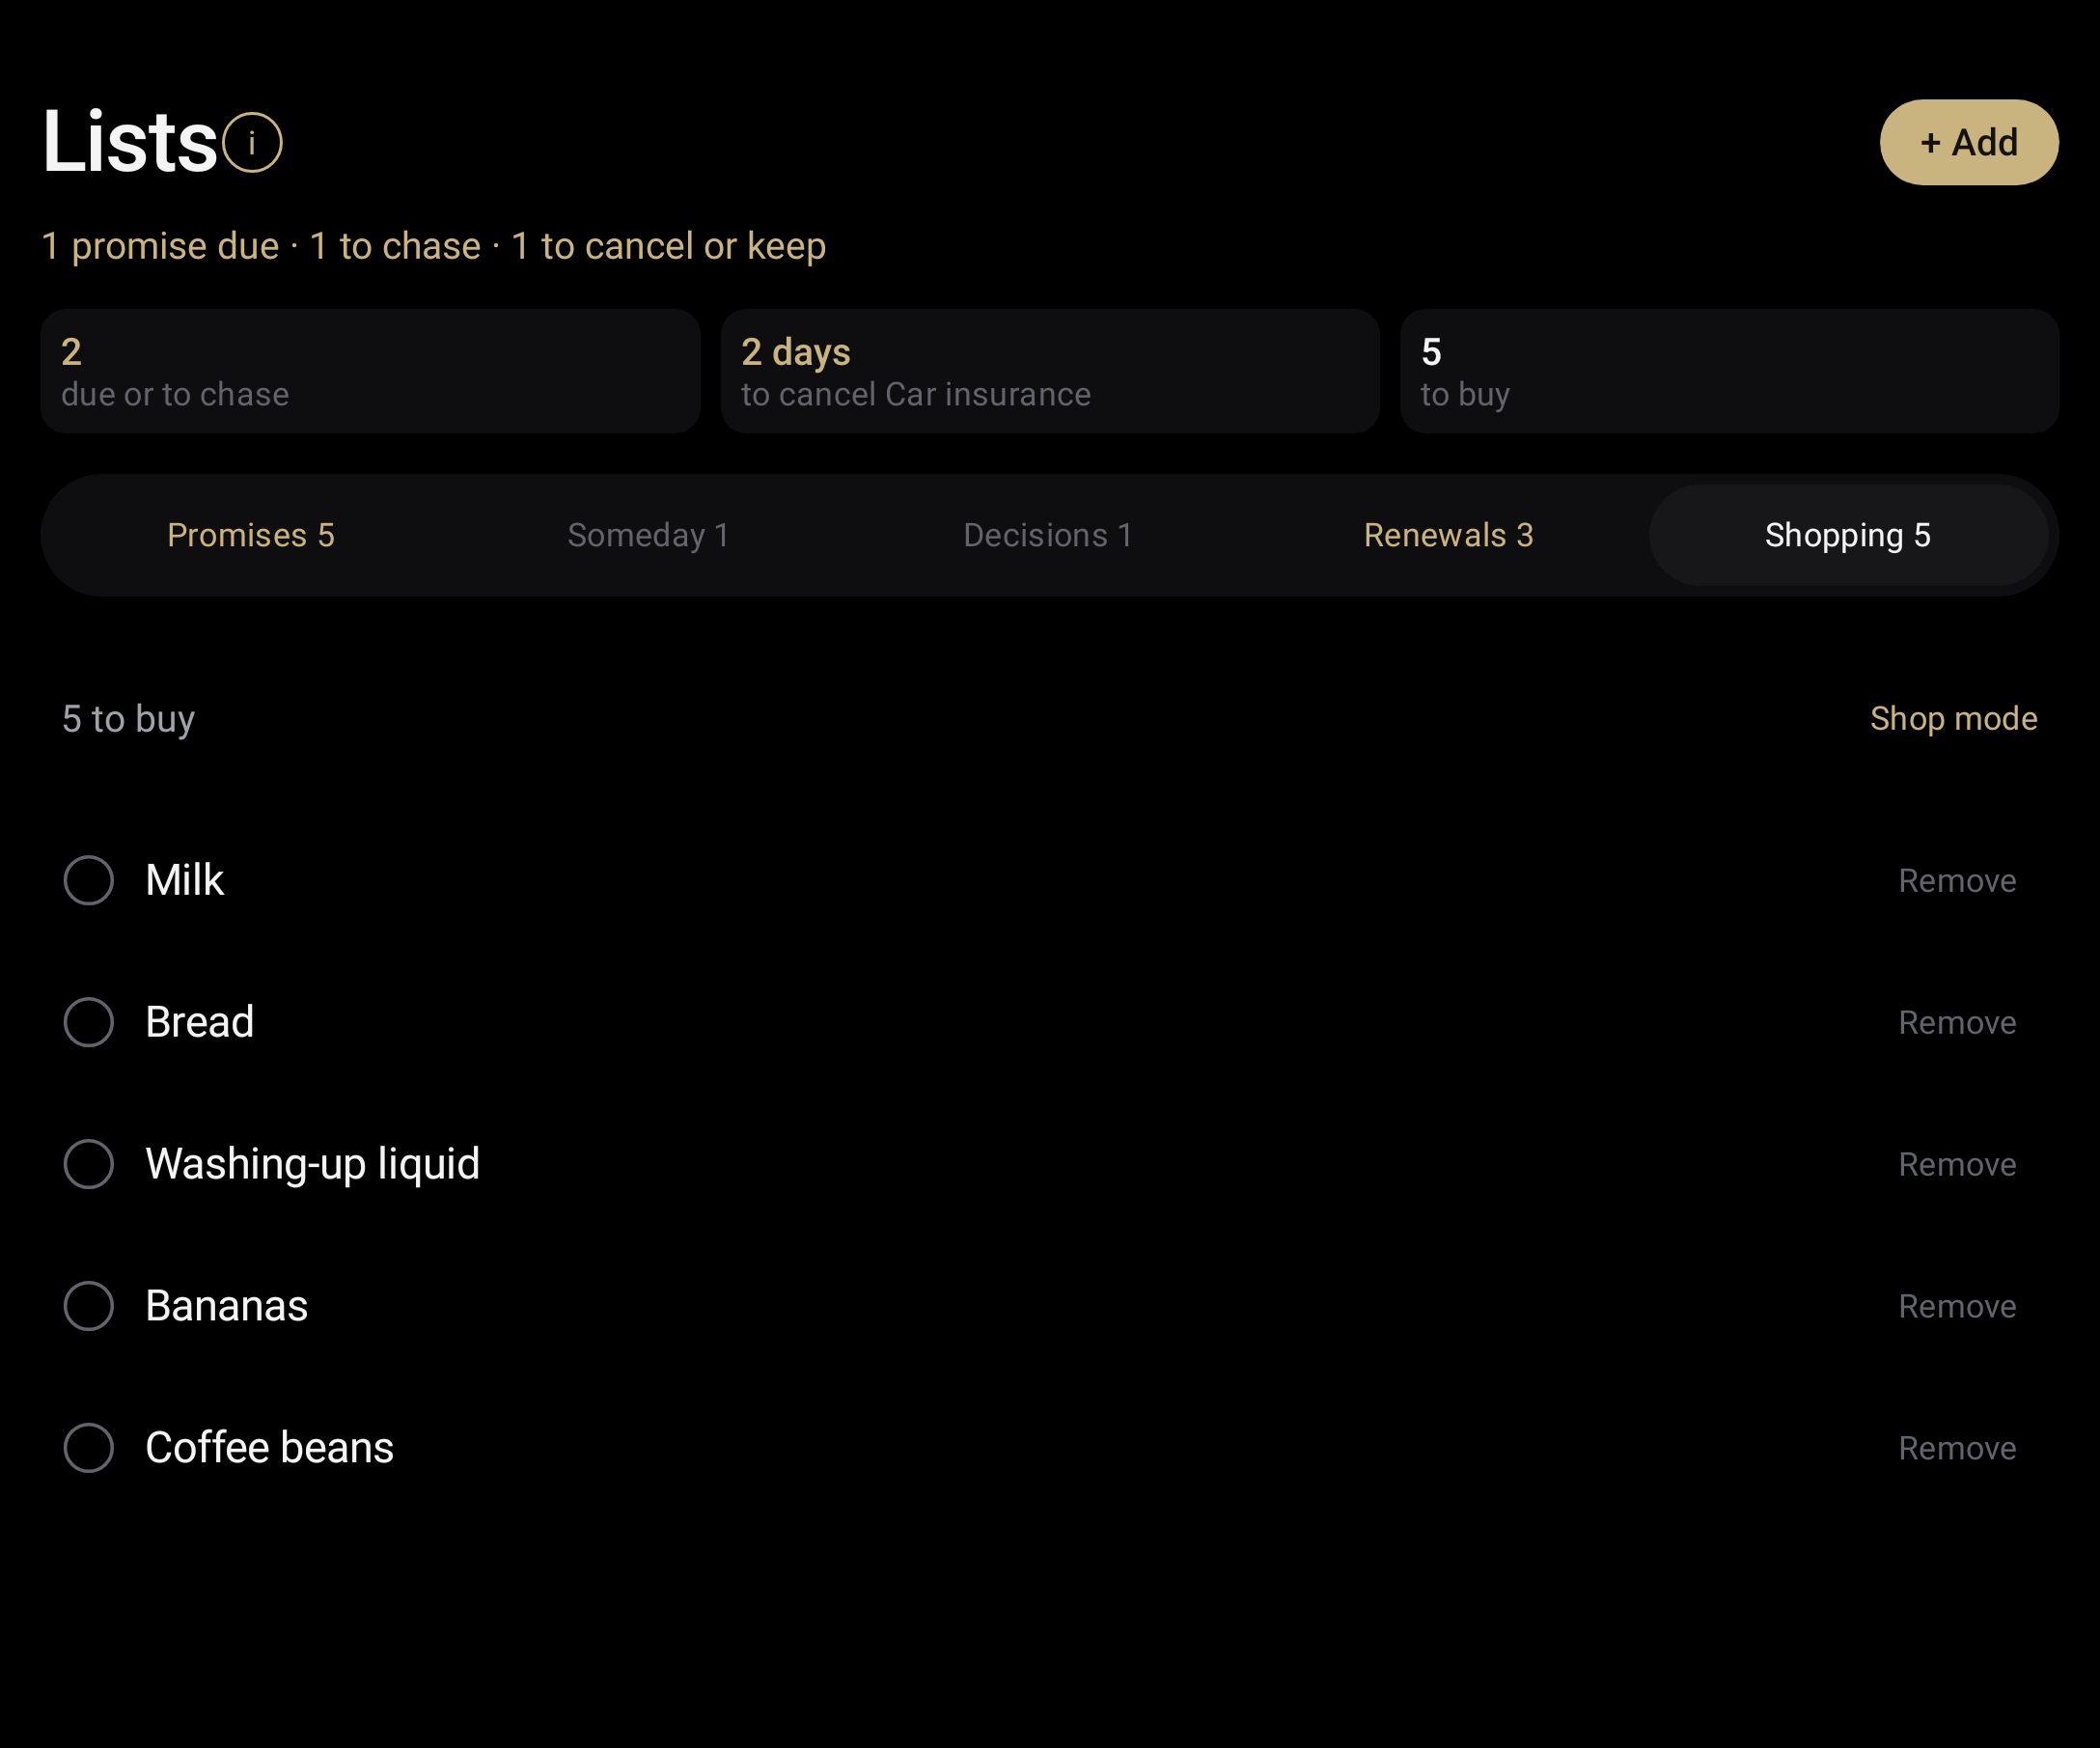 Lists i
+ Add
1 promise due · 1 to chase · 1 to cancel or keep
2
due or to chase
2 days
to cancel Car insurance
5
to buy
Promises 5
Someday 1
Decisions 1
Renewals 3
Shopping 5
5 to buy
Shop mode
Milk
Remove
Bread
Remove
Washing-up liquid
Remove
Bananas
Remove
Coffee beans
Remove